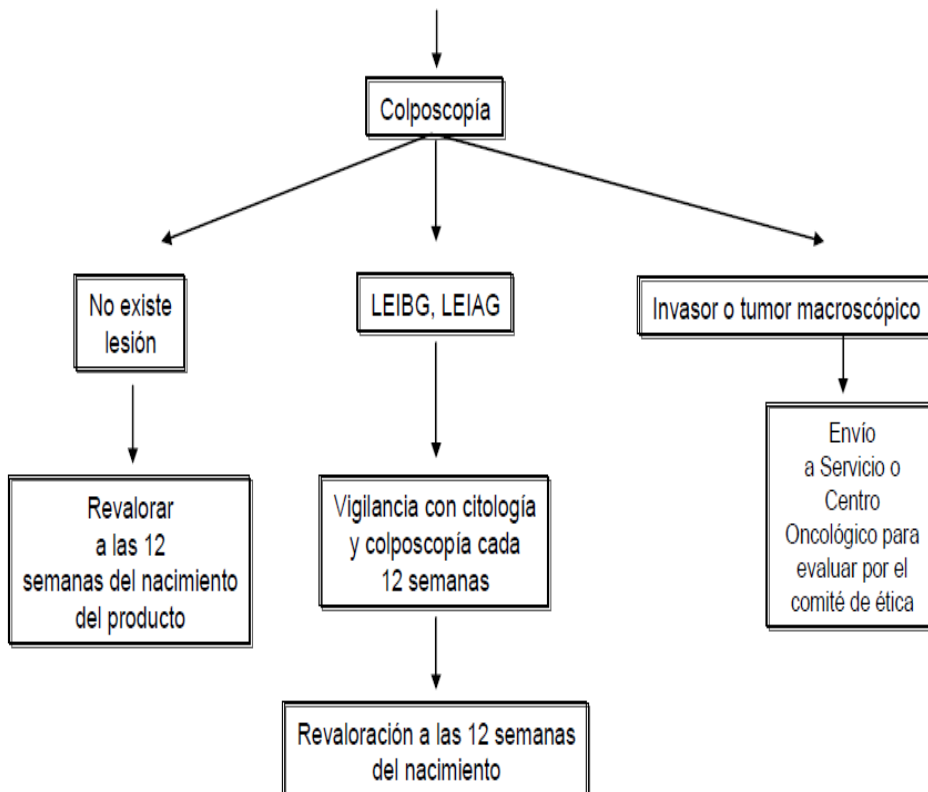 Colposcopía
No existe
lesión
LEIBG, LEIAG
Invasor o tumor macroscópico
Revalorar
a las 12
semanas del nacimiento
del producto
Vigilancia con citología
y colposcopía cada
12 semanas
Envío
a Servicio o
Centro
Oncológico para
evaluar por el
comité de ética
Revaloración a las 12 semanas
del nacimiento